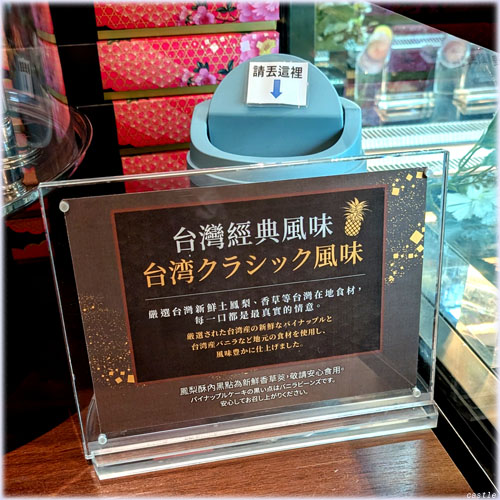 請丟這裡
台灣經典風味
台湾クラシック風味
嚴選台灣新鮮土鳳梨、香草等台灣在地食材，
每一口都是最真實的情意。
厳選された台湾産の新鮮なパイナップルと
台湾産バニラなど地元の食材を使用し、
風味豊かに仕上げました。
鳳梨酥內黑點為新鮮香草莢，敬請安心食用。
パイナップルケーキの黒い点はバニラビーンズです。
安心してお召し上がりください。
castle